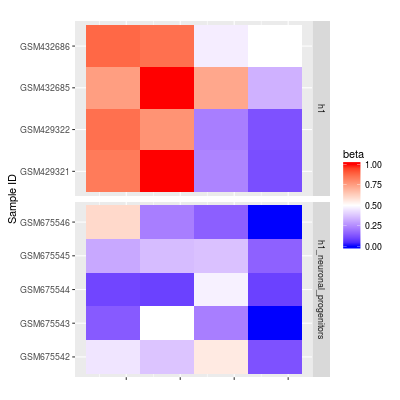 GSM432686
GSM432685
GSM429322
GSM429321
h1
GSM675546
GSM675545
GSM675544
GSM675543
GSM675542
h1_neuronal_progenitors
Sample ID
beta
1.00
0.75
0.50
0.25
0.00